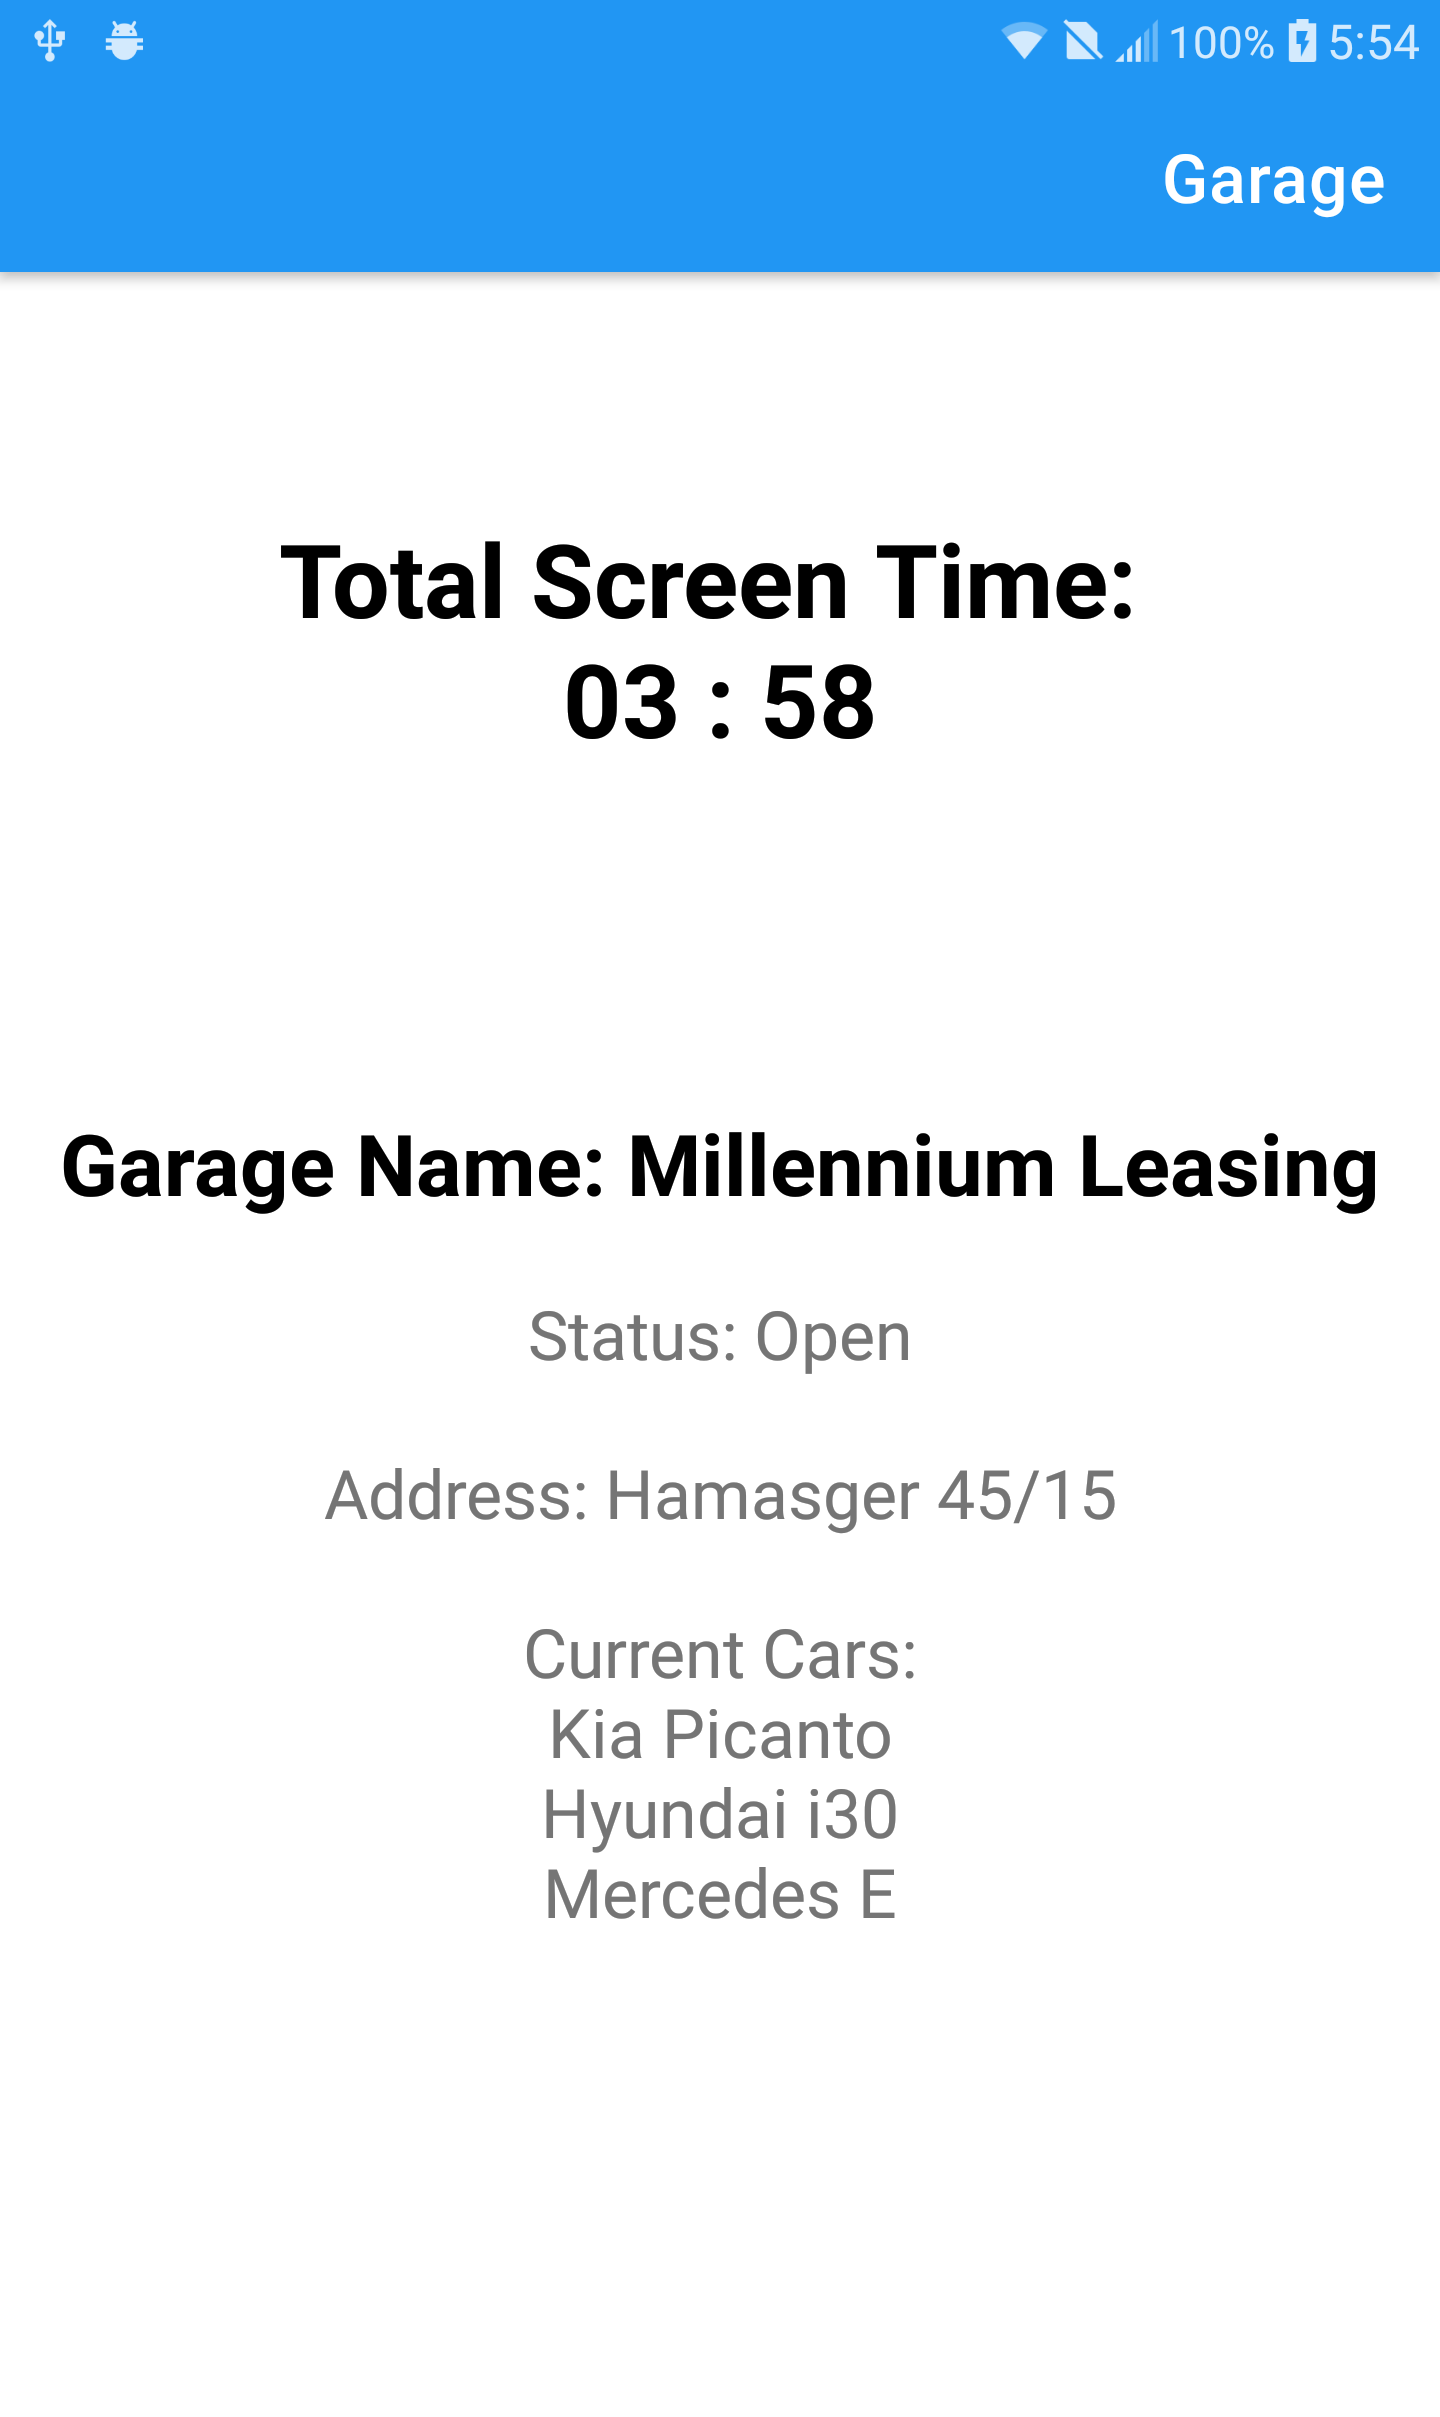 100% 5:54
Garage
Total Screen Time:
03 : 58
Garage Name: Millennium Leasing
Status: Open
Address: Hamasger 45/15
Current Cars:
Kia Picanto
Hyundai i30
Mercedes E